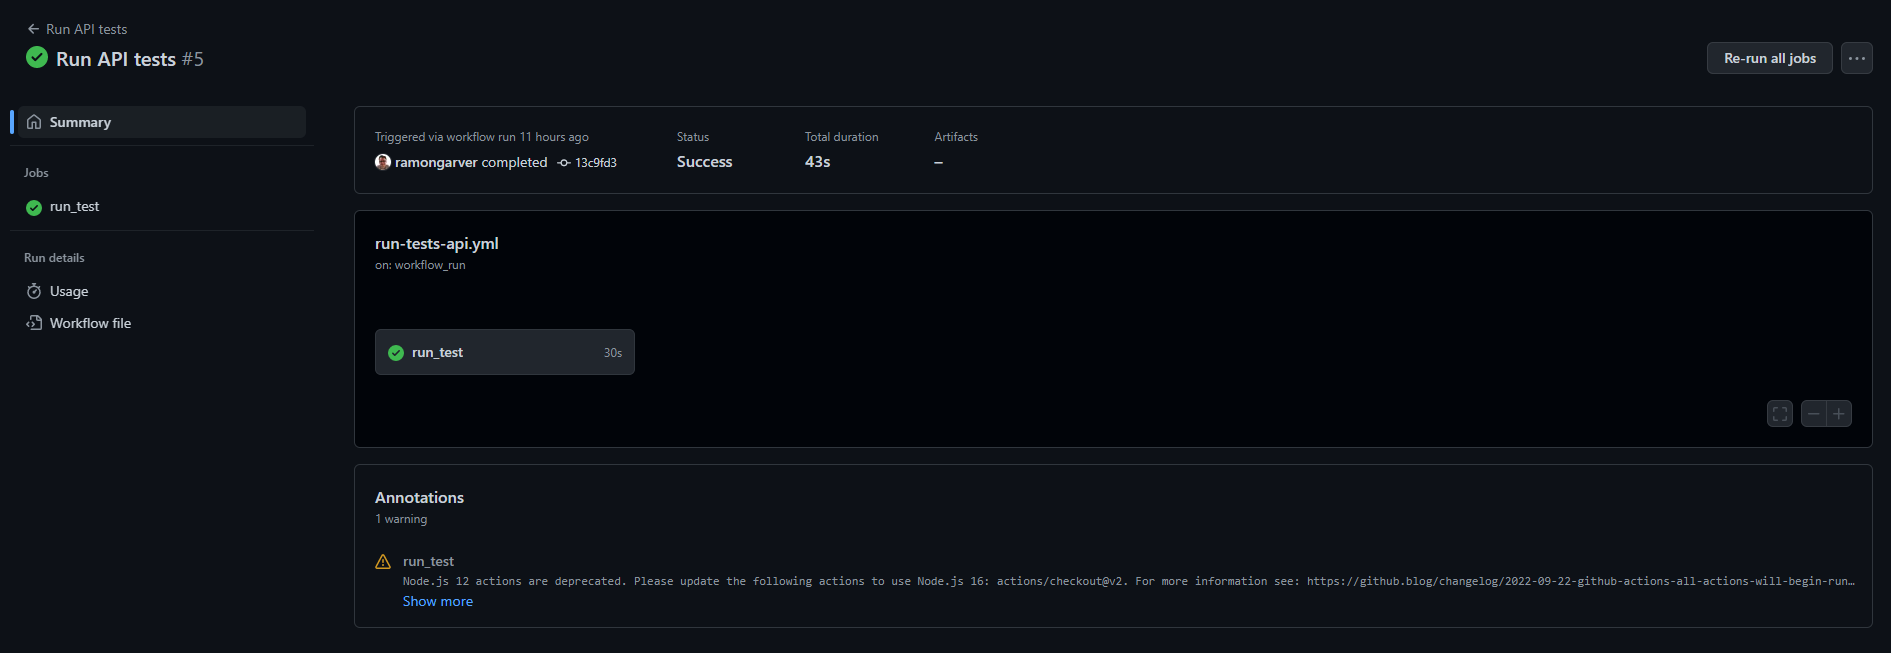 Run API tests
Run API tests #5
Re-run all jobs
Summary
Jobs
run_test
Run details
Usage
Workflow file
Triggered via workflow run 11 hours ago
ramongarver completed 13c9fd3
Status
Success
Total duration
43s
Artifacts
–
run-tests-api.yml
on: workflow_run
run_test 30s
Annotations
1 warning
run_test
Node.js 12 actions are deprecated. Please update the following actions to use Node.js 16: actions/checkout@v2. For more information see: https://github.blog/changelog/2022-09-22-github-actions-all-actions-will-begin-run…
Show more